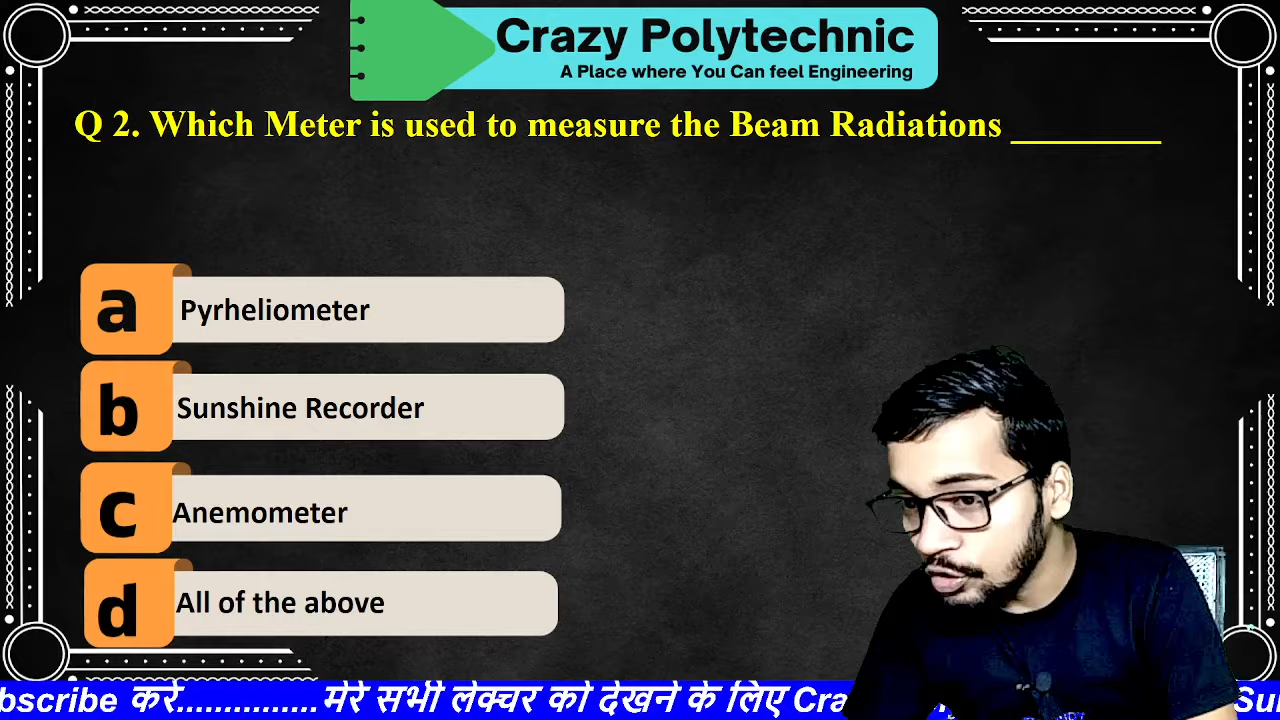 Crazy Polytechnic
A Place where You Can feel Engineering
Q 2. Which Meter is used to measure the Beam Radiations __________
a Pyrheliometer
b Sunshine Recorder
c Anemometer
d All of the above
bscribe करे...............मेरे सभी लेक्चर को देखने के लिए Cra